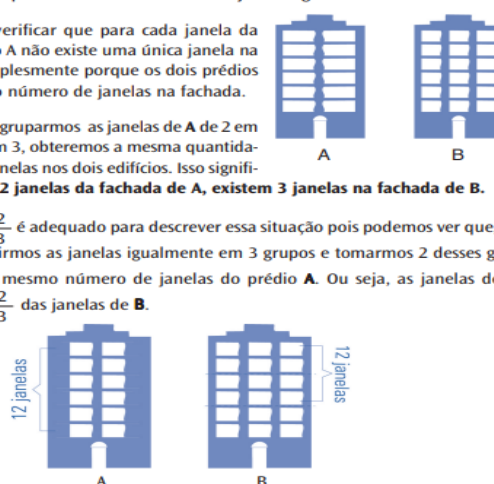 verificar que para cada janela da
A não existe uma única janela na
plesmente porque os dois prédios
número de janelas na fachada.
gruparmos as janelas de A de 2 em
3, obteremos a mesma quantida-
nelas nos dois edifícios. Isso signifi-
2 janelas da fachada de A, existem 3 janelas na fachada de B.
A
B
2/3 é adequado para descrever essa situação pois podemos ver que
irmos as janelas igualmente em 3 grupos e tomarmos 2 desses g
mesmo número de janelas do prédio A. Ou seja, as janelas d
2/3 das janelas de B.
12 janelas
12 janelas
A
B